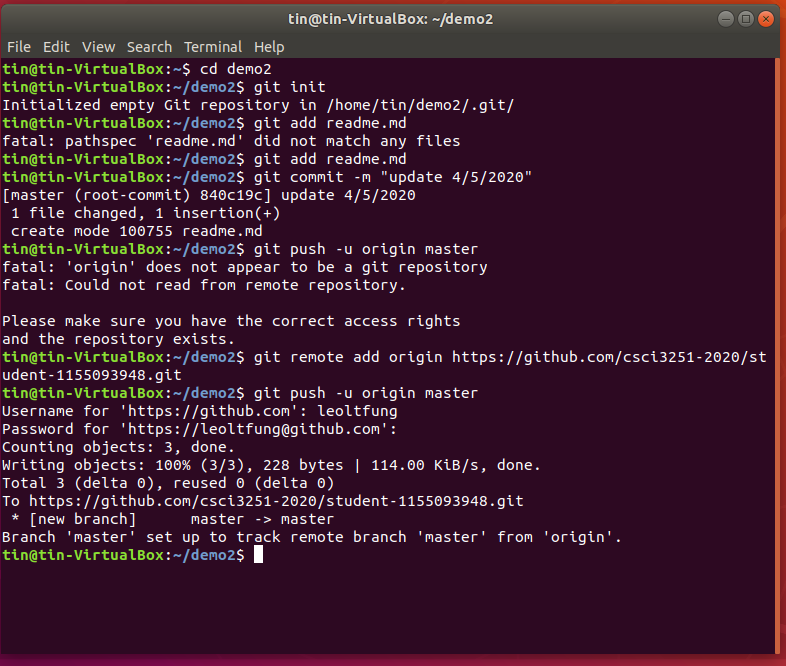 tin@tin-VirtualBox: ~/demo2
File Edit View Search Terminal Help
tin@tin-VirtualBox:~$ cd demo2
tin@tin-VirtualBox:~/demo2$ git init
Initialized empty Git repository in /home/tin/demo2/.git/
tin@tin-VirtualBox:~/demo2$ git add readme.md
fatal: pathspec 'readme.md' did not match any files
tin@tin-VirtualBox:~/demo2$ git add readme.md
tin@tin-VirtualBox:~/demo2$ git commit -m "update 4/5/2020"
[master (root-commit) 840c19c] update 4/5/2020
 1 file changed, 1 insertion(+)
 create mode 100755 readme.md
tin@tin-VirtualBox:~/demo2$ git push -u origin master
fatal: 'origin' does not appear to be a git repository
fatal: Could not read from remote repository.

Please make sure you have the correct access rights
and the repository exists.
tin@tin-VirtualBox:~/demo2$ git remote add origin https://github.com/csci3251-2020/st
udent-1155093948.git
tin@tin-VirtualBox:~/demo2$ git push -u origin master
Username for 'https://github.com': leoltfung
Password for 'https://leoltfung@github.com':
Counting objects: 3, done.
Writing objects: 100% (3/3), 228 bytes | 114.00 KiB/s, done.
Total 3 (delta 0), reused 0 (delta 0)
To https://github.com/csci3251-2020/student-1155093948.git
 * [new branch]      master -> master
Branch 'master' set up to track remote branch 'master' from 'origin'.
tin@tin-VirtualBox:~/demo2$